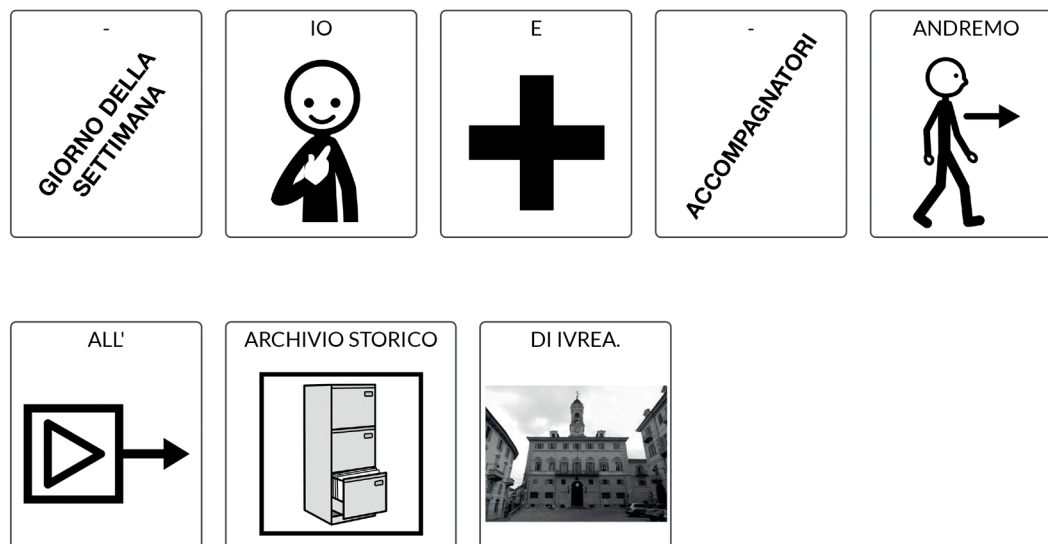 -
GIORNO DELLA
SETTIMANA
IO
E
-
ACCOMPAGNATORI
ANDREMO
ALL'
ARCHIVIO STORICO
DI IVREA.